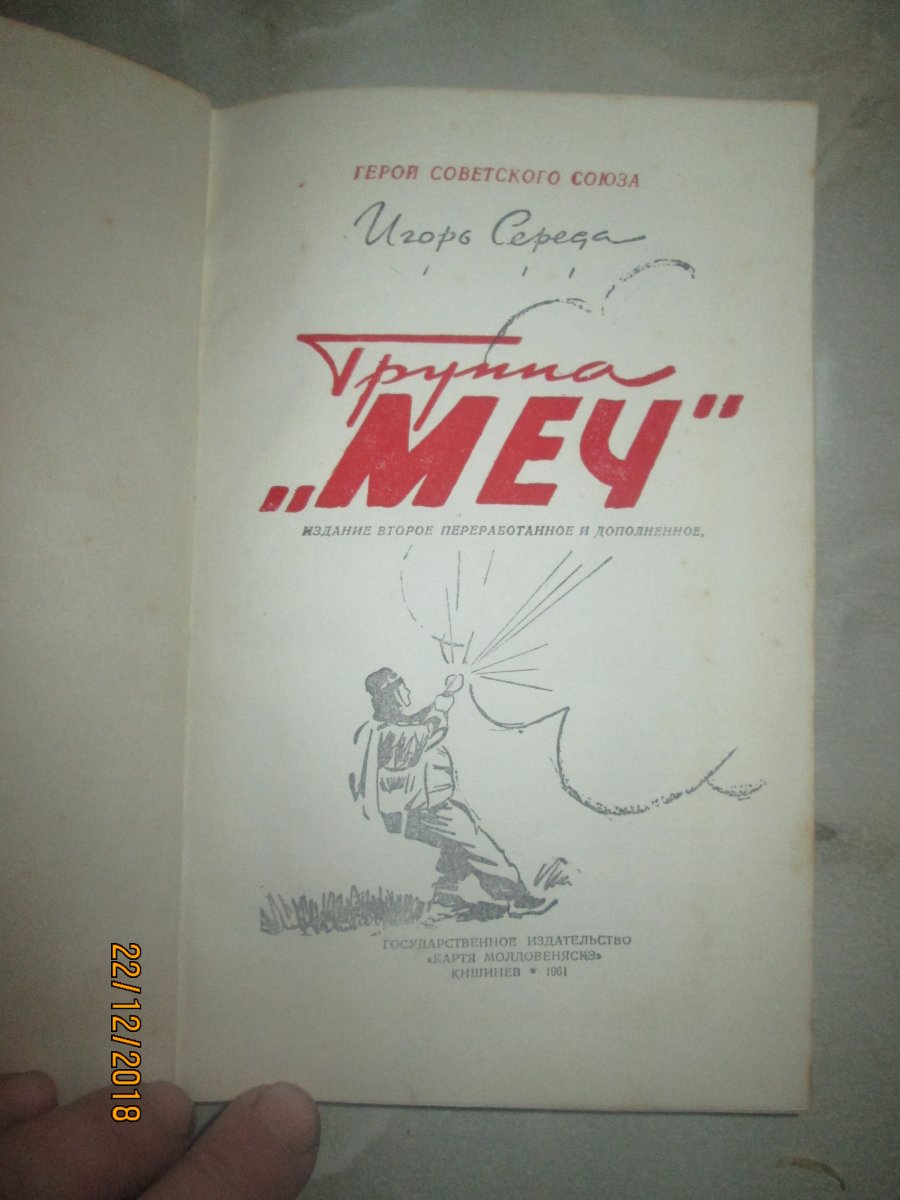 ГЕРОЙ СОВЕТСКОГО СОЮЗА
Игорь Середа
Группа
„МЕЧ"
ИЗДАНИЕ ВТОРОЕ ПЕРЕРАБОТАННОЕ И ДОПОЛНЕННОЕ,
ГОСУДАРСТВЕННОЕ ИЗДАТЕЛЬСТВО
«КАРТЯ МОЛДОВЕНЯСКЭ»
КИШИНЕВ * 1961
22/12/2018